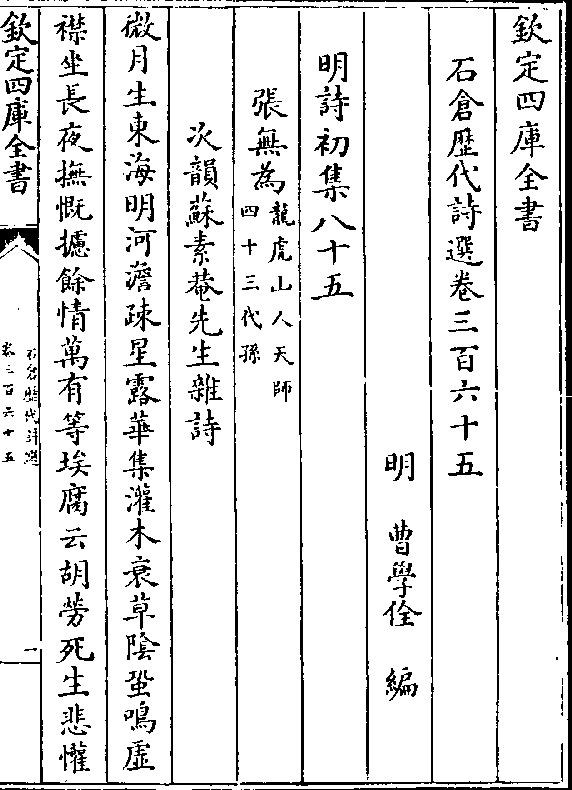 欽定四庫全書
石倉歴代詩選卷三百六十五
明 曹學佺 編
明詩初集八十五
張無為龍虎山人天師
四十三代孫
次韻蘇素菴先生雜詩
微月生東海明河澹疎星露華集灌木衰草陰蛩鳴虚
襟坐長夜撫慨攄餘情萬有等埃腐云胡勞死生悲懽
欽定四庫全書
石倉歷代詩選
卷三百六十五
一